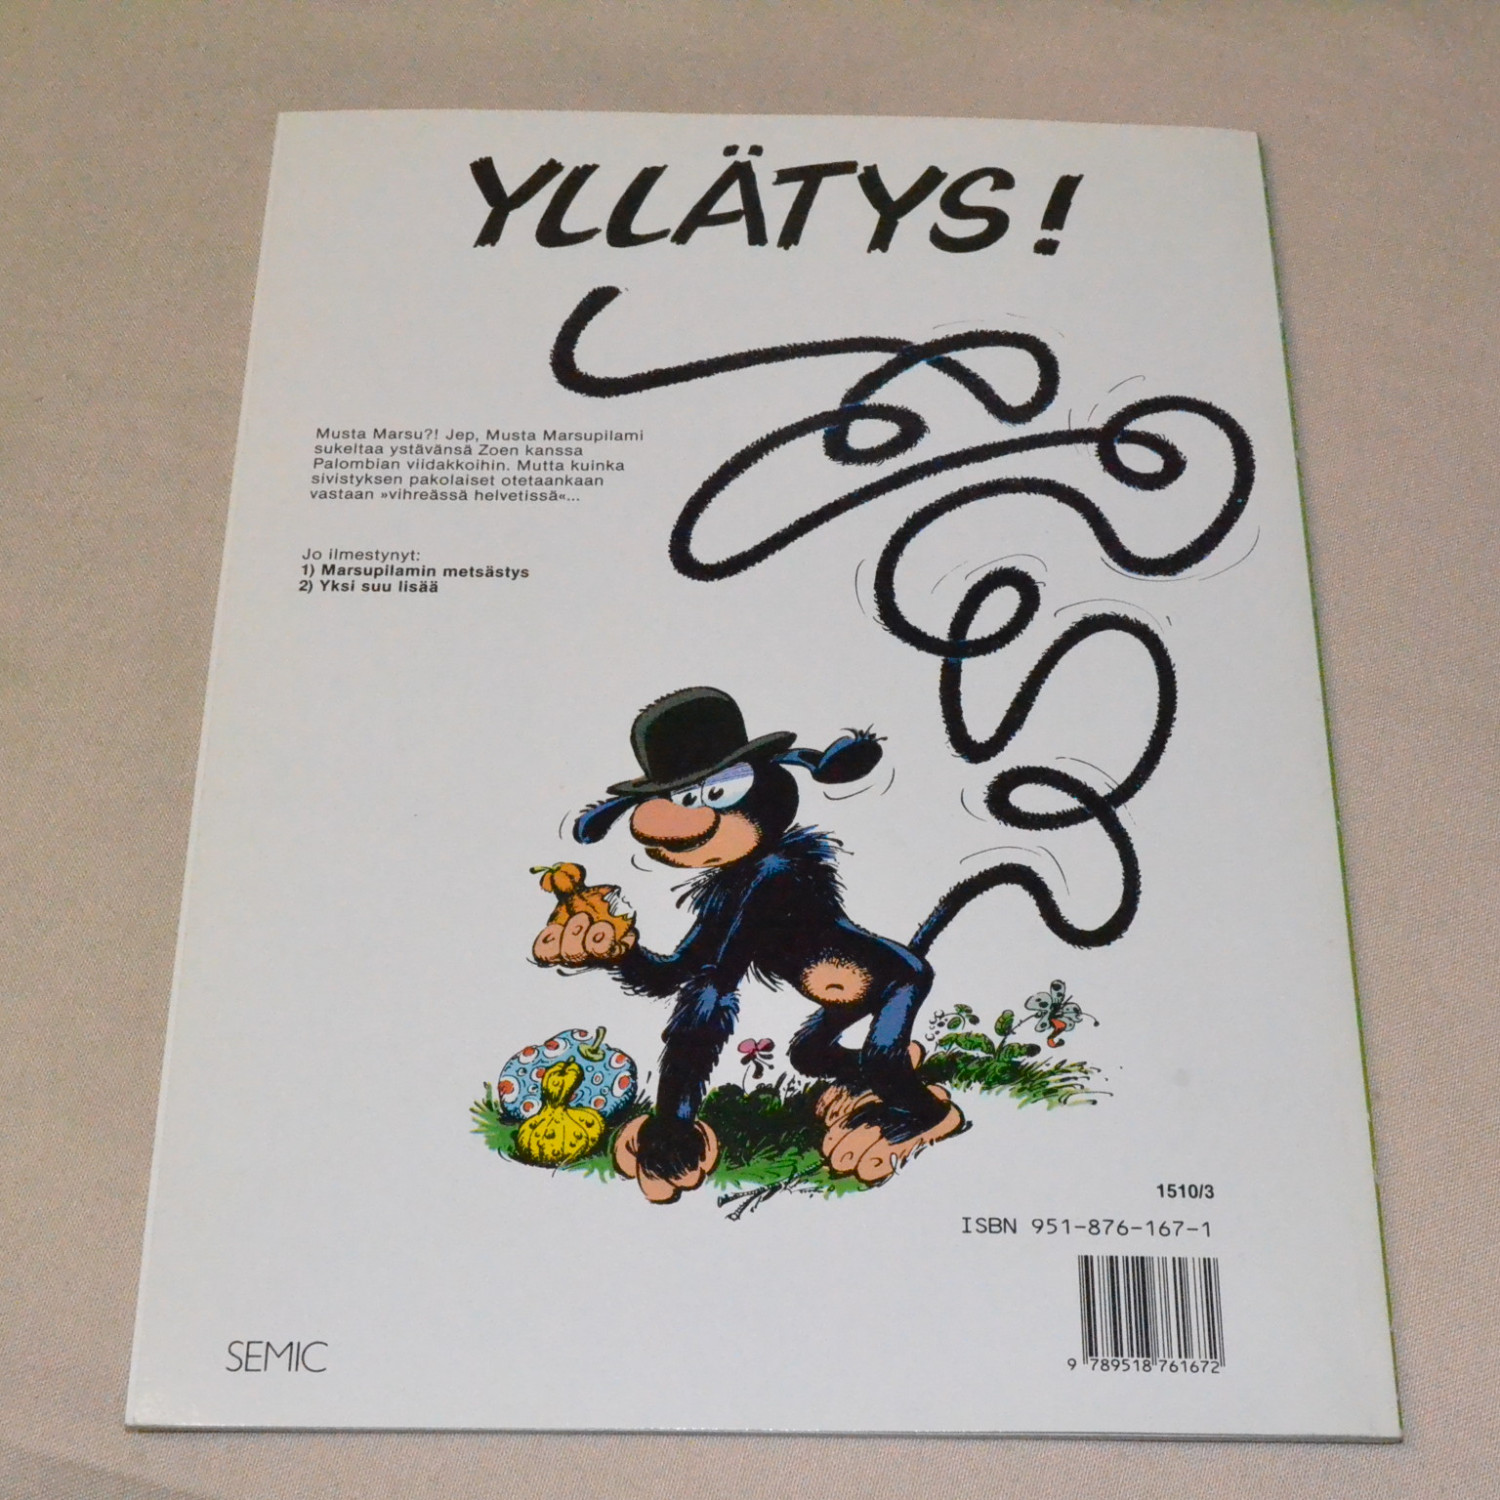 YLLÄTYS!
Musta Marsu?! Jep, Musta Marsupilami
sukeltaa ystävänsä Zoen kanssa
Palombian viidakkoihin. Mutta kuinka
sivistyksen pakolaiset otetaankaan
vastaan »vihreässä helvetissä«...
Jo ilmestynyt:
1) Marsupilamin metsästys
2) Yksi suu lisää
1510/3
ISBN 951-876-167-1
9 789518 761672
SEMIC